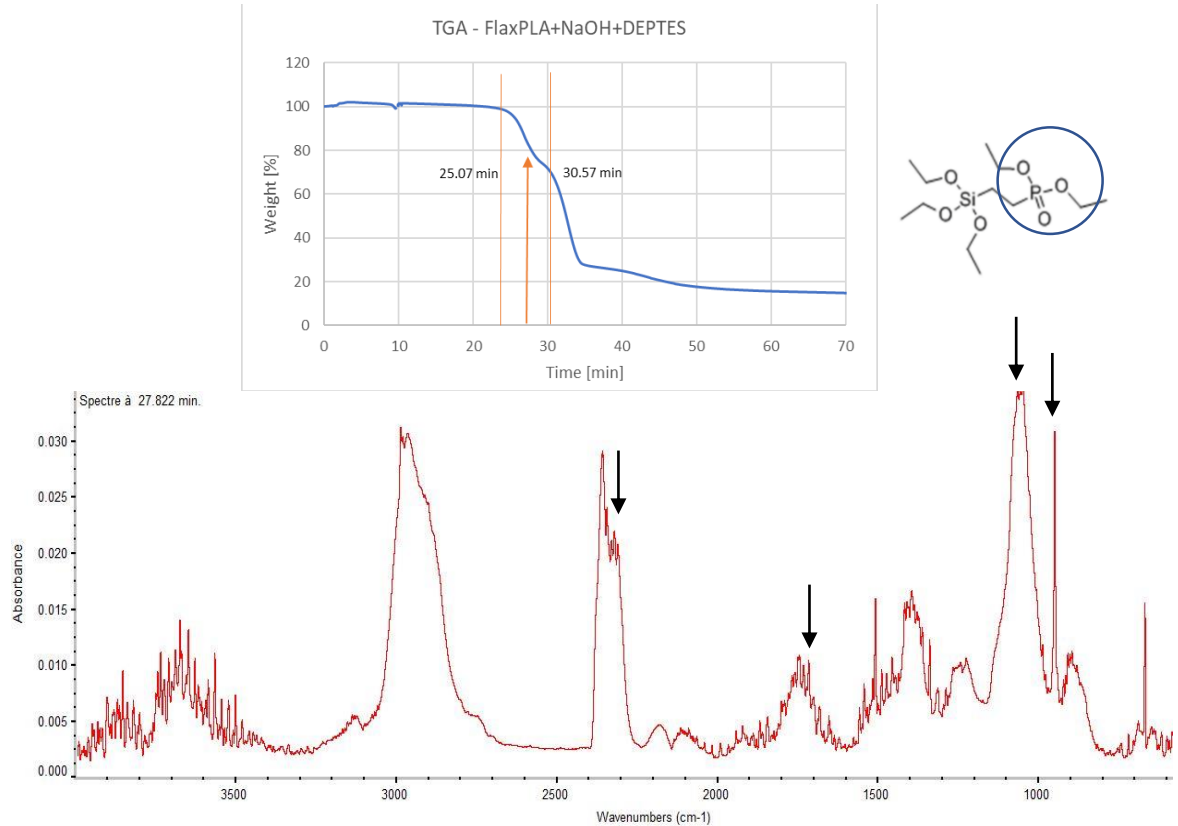 TGA - FlaxPLA+NaOH+DEPTES
120
100
80
60
40
20
0
Weight [%]
25.07 min
30.57 min
0 10 20 30 40 50 60 70
Time [min]
O
O
P
O
O
Si
O
O
O
Spectre à 27.822 min.
0.030
0.025
0.020
0.015
0.010
0.005
0.000
Absorbance
3500 3000 2500 2000 1500 1000
Wavenumbers (cm-1)